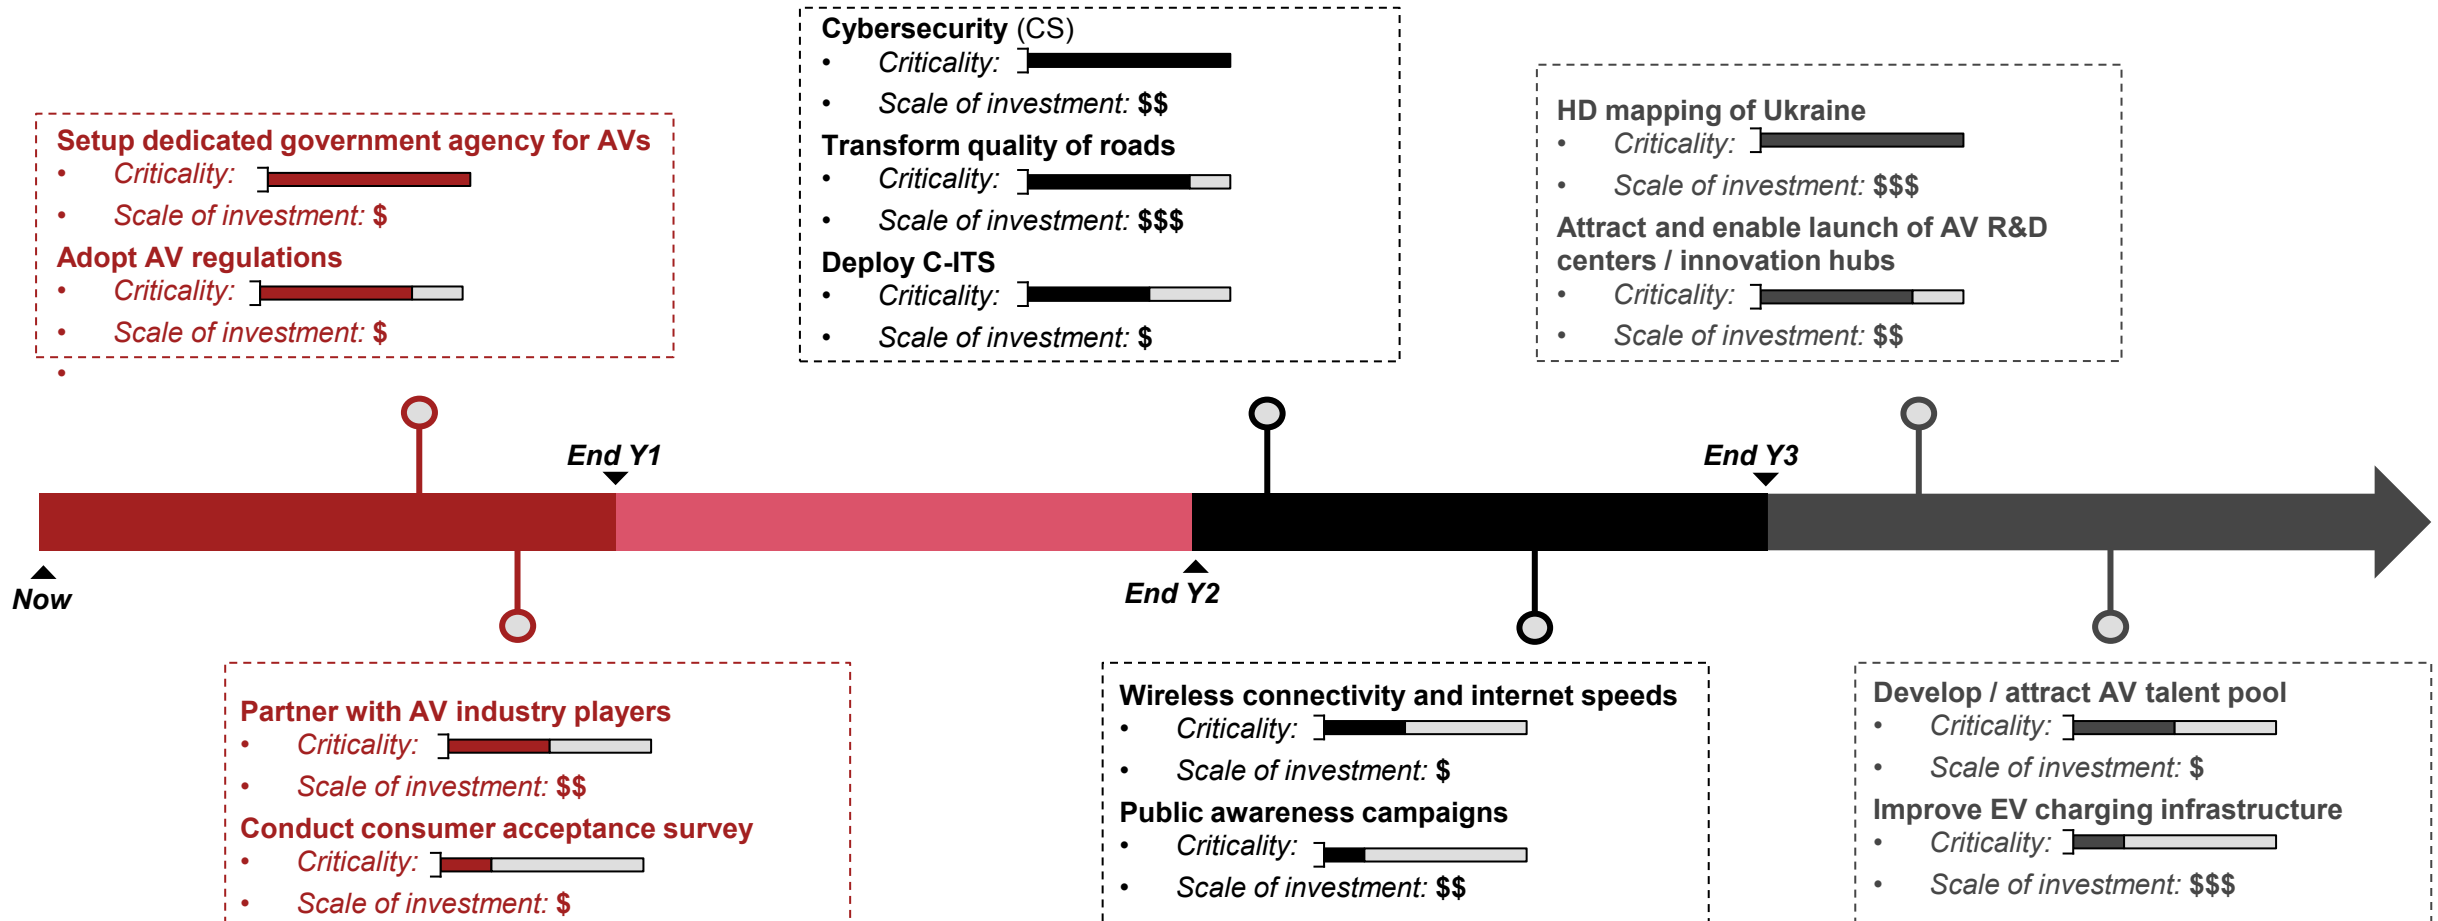 Cybersecurity (CS)
• Criticality:
• Scale of investment: $$
Transform quality of roads
• Criticality:
• Scale of investment: $$$
Deploy C-ITS
• Criticality:
• Scale of investment: $
HD mapping of Ukraine
• Criticality:
• Scale of investment: $$$
Attract and enable launch of AV R&D
centers / innovation hubs
• Criticality:
• Scale of investment: $$
Setup dedicated government agency for AVs
• Criticality:
• Scale of investment: $
Adopt AV regulations
• Criticality:
• Scale of investment: $
•
End Y1
End Y3
Now
End Y2
Partner with AV industry players
• Criticality:
• Scale of investment: $$
Conduct consumer acceptance survey
• Criticality:
• Scale of investment: $
Wireless connectivity and internet speeds
• Criticality:
• Scale of investment: $
Public awareness campaigns
• Criticality:
• Scale of investment: $$
Develop / attract AV talent pool
• Criticality:
• Scale of investment: $
Improve EV charging infrastructure
• Criticality:
• Scale of investment: $$$